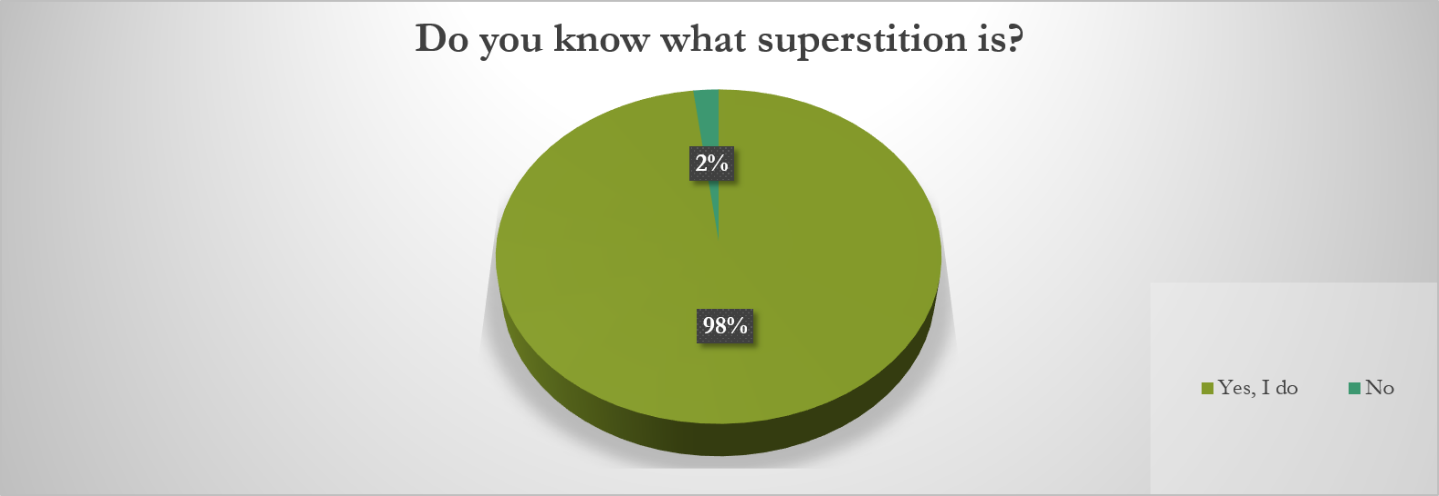 Do you know what superstition is?
2%
98%
Yes, I do
No